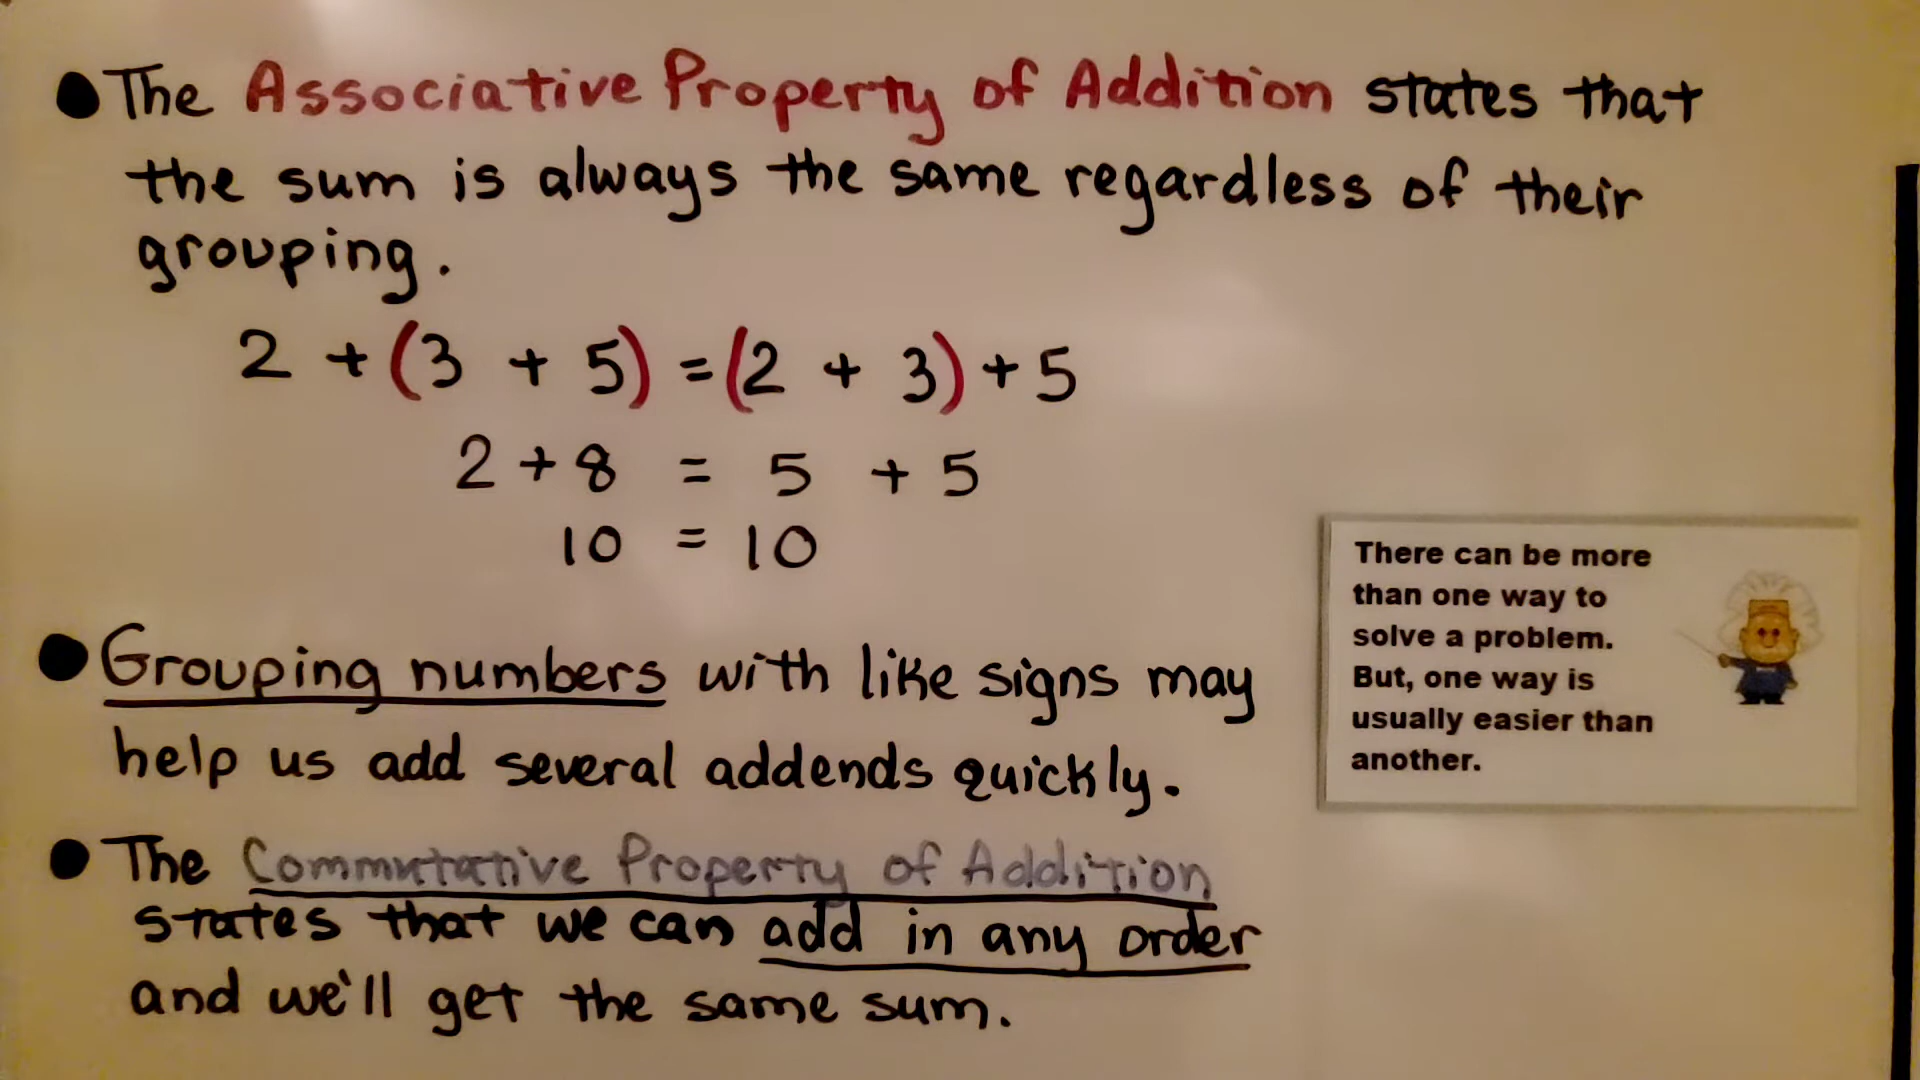 The Associative Property of Addition states that
the sum is always the same regardless of their
grouping.
2 + (3 + 5) = (2 + 3) + 5
2 + 8 = 5 + 5
10 = 10
Grouping numbers with like signs may
help us add several addends quickly.
The Commutative Property of Addition
states that we can add in any order
and we'll get the same sum.
There can be more
than one way to
solve a problem.
But, one way is
usually easier than
another.